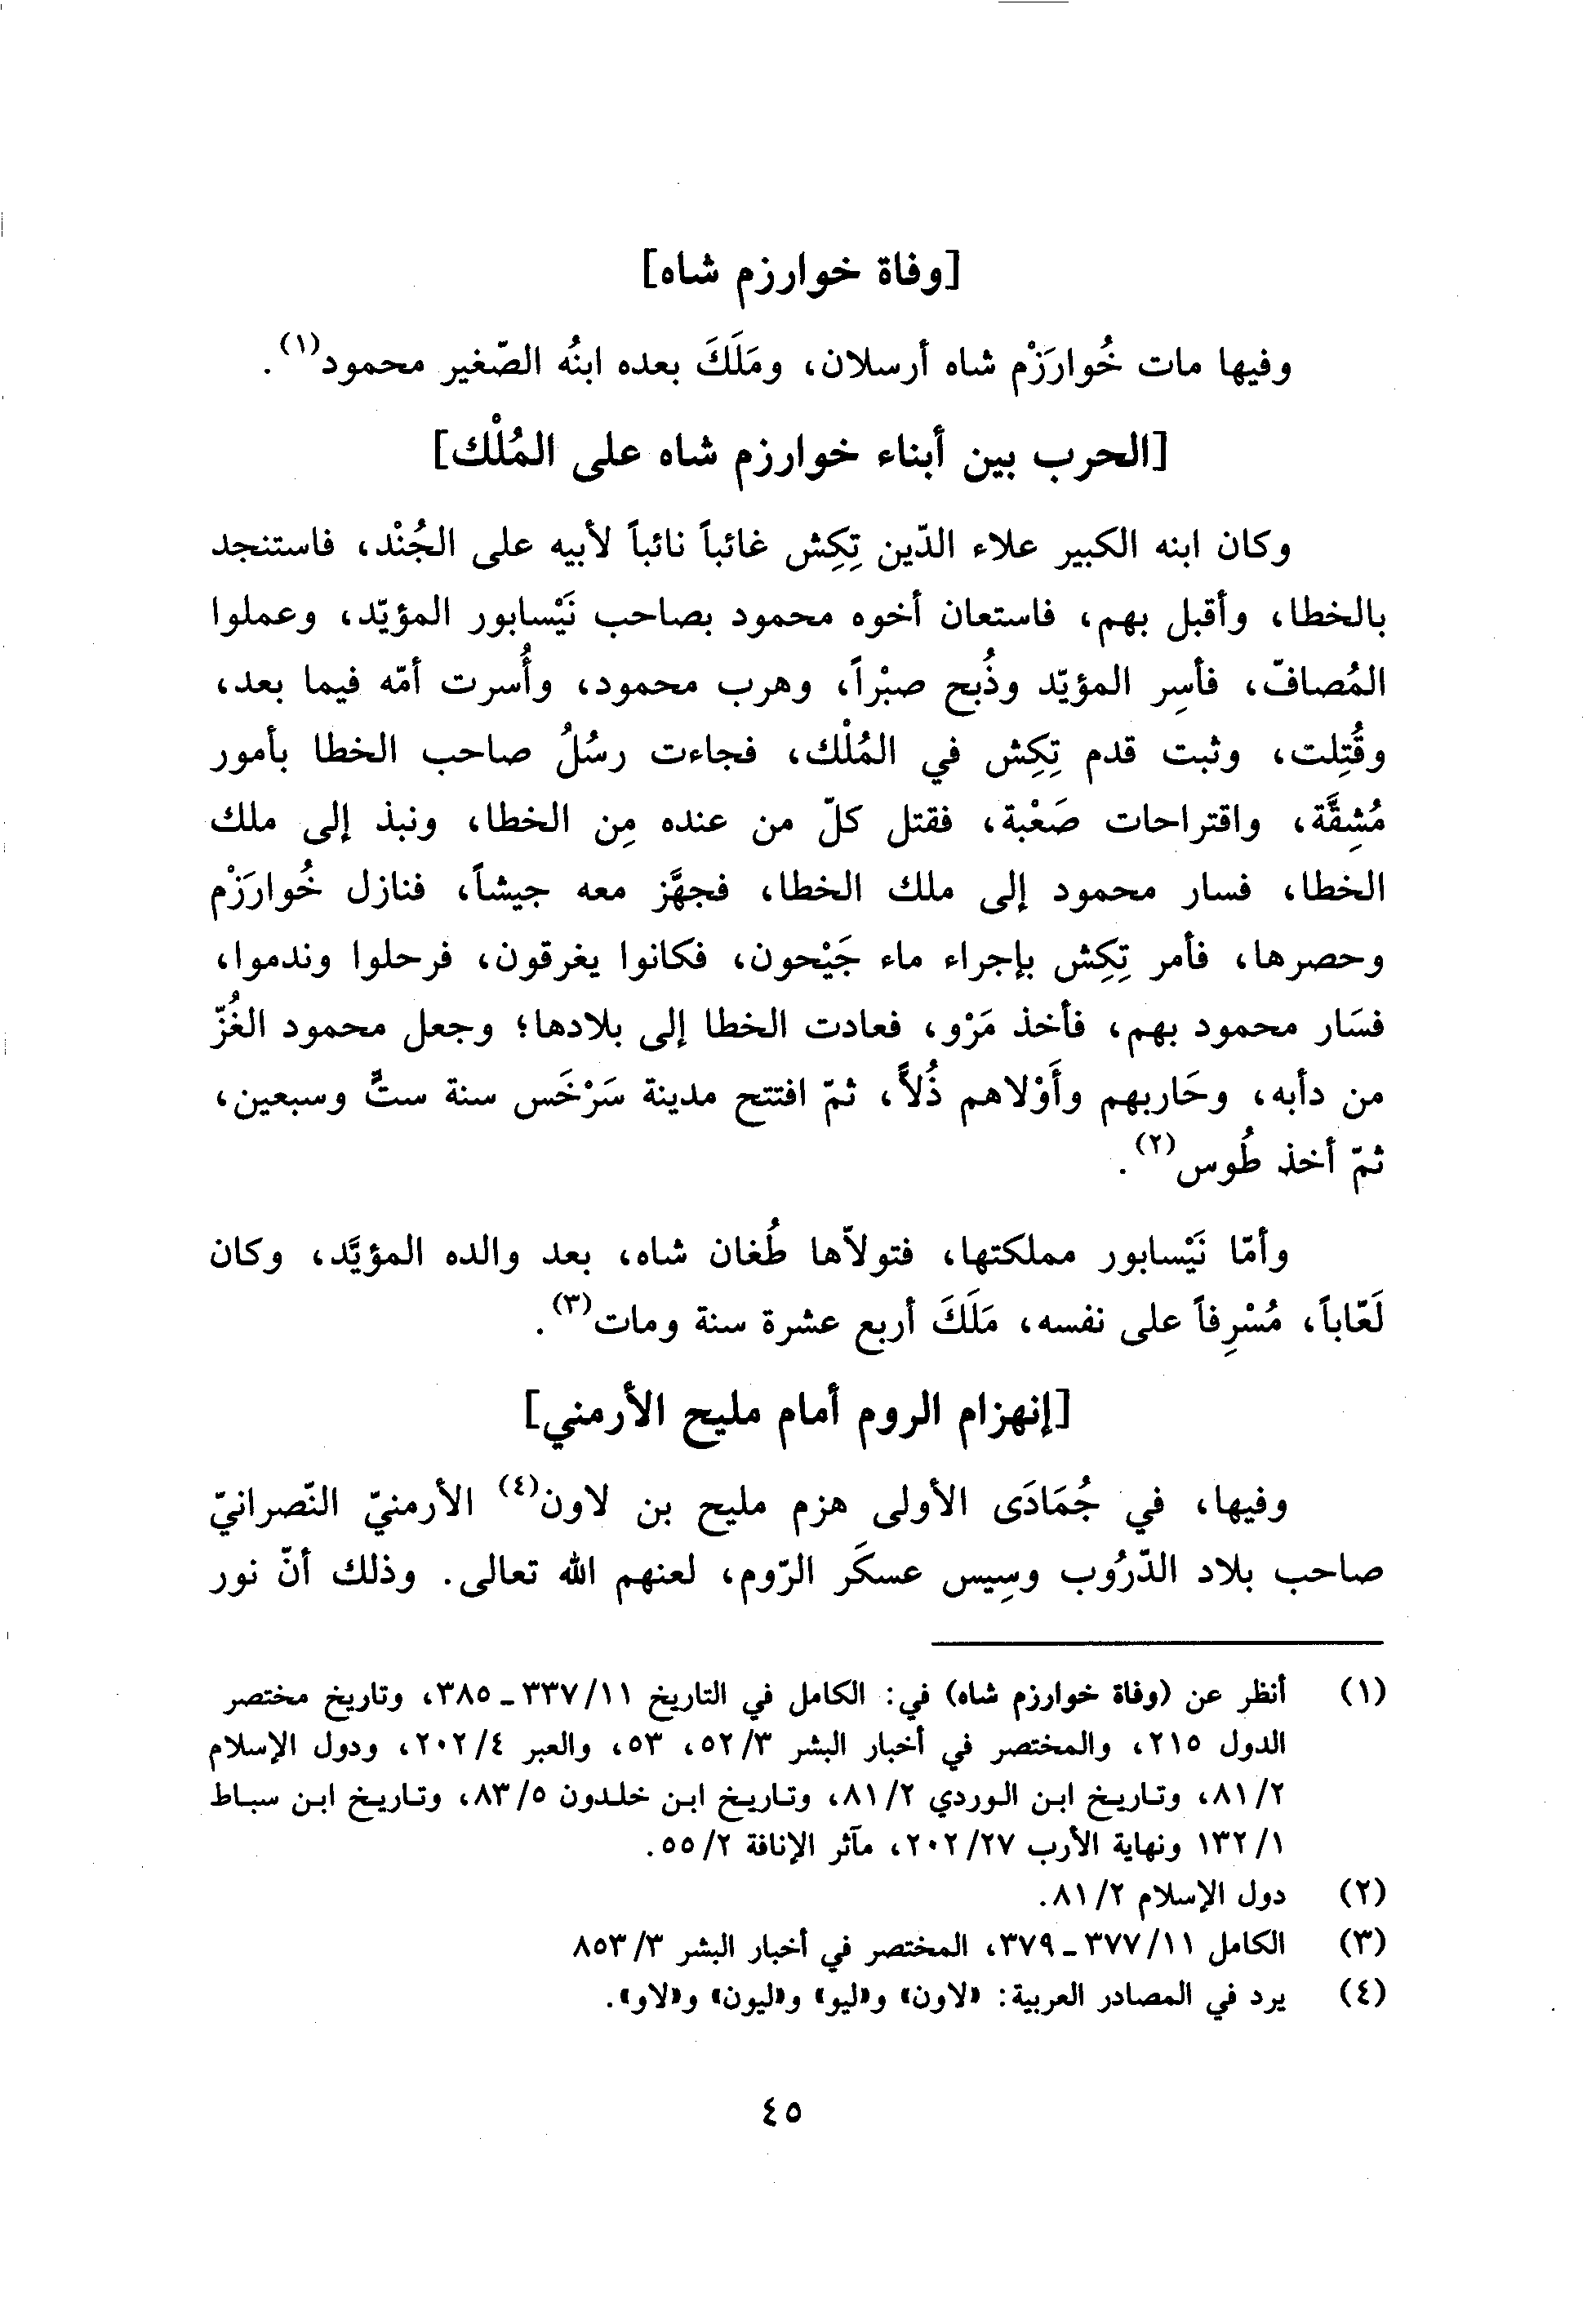 [وفاة خوارزم شاه]
وفيها مات خُوارَزْم شاه أرسلان، ومَلَكَ بعده ابنُه الصّغير محمود(١).
[الحرب بين أبناء خوارزم شاه على المُلْك]
وكان ابنه الكبير علاء الدّين تِكِش غائباً نائباً لأبيه على الجُنْد، فاستنجد
بالخطا، وأقبل بهم، فاستعان أخوه محمود بصاحب نَيْسابور المؤيّد، وعملوا
المُصافّ، فأسِر المؤيّد وذُبح صبْراً، وهرب محمود، وأُسرت أمّه فيما بعد،
وقُتِلت، وثبت قدم تِكِش في المُلْك، فجاءت رسُلُ صاحب الخطا بأمور
مُشِقَّة، واقتراحات صَعْبة، فقتل كلّ من عنده مِن الخطا، ونبذ إلى ملك
الخطا، فسار محمود إلى ملك الخطا، فجهَّز معه جيشاً، فنازل خُوارَزْم
وحصرها، فأمر تِكِش بإجراء ماء جَيْحون، فكانوا يغرقون، فرحلوا وندموا،
فسَار محمود بهم، فأخذ مَرْو، فعادت الخطا إلى بلادها؛ وجعل محمود الغُزّ
من دأبه، وحَاربهم وأَوْلاهم ذُلاًّ، ثمّ افتتح مدينة سَرْخَس سنة ستٍّ وسبعين،
ثمّ أخذ طُوس(٢).
وأمّا نَيْسابور مملكتها، فتولاّها طُغان شاه، بعد والده المؤيَّد، وكان
لَعّاباً، مُسْرِفاً على نفسه، مَلَكَ أربع عشرة سنة ومات(٣).
[إنهزام الروم أمام مليح الأرمني]
وفيها، في جُمَادَى الأولى هزم مليح بن لاون(٤) الأرمنيّ النّصرانيّ
صاحب بلاد الدّرُوب وسِيس عسكَر الرّوم، لعنهم الله تعالى. وذلك أنّ نور
(١) أنظر عن (وفاة خوارزم شاه) في: الكامل في التاريخ ٣٣٧/١١ ـ ٣٨٥، وتاريخ مختصر
الدول ٢١٥، والمختصر في أخبار البشر ٥٢/٣، ٥٣، والعبر ٢٠٢/٤، ودول الإسلام
٨١/٢، وتاريخ ابن الوردي ٨١/٢، وتاريخ ابن خلدون ٨٣/٥، وتاريخ ابن سباط
١٣٢/١ ونهاية الأرب ٢٠٢/٢٧، مآثر الإنافة ٥٥/٢.
(٢) دول الإسلام ٨١/٢.
(٣) الكامل ٣٧٧/١١ ـ ٣٧٩، المختصر في أخبار البشر ٨٥٣/٣
(٤) يرد في المصادر العربية: «لاون» و«ليو» و«ليون» و«لاو».
٤٥